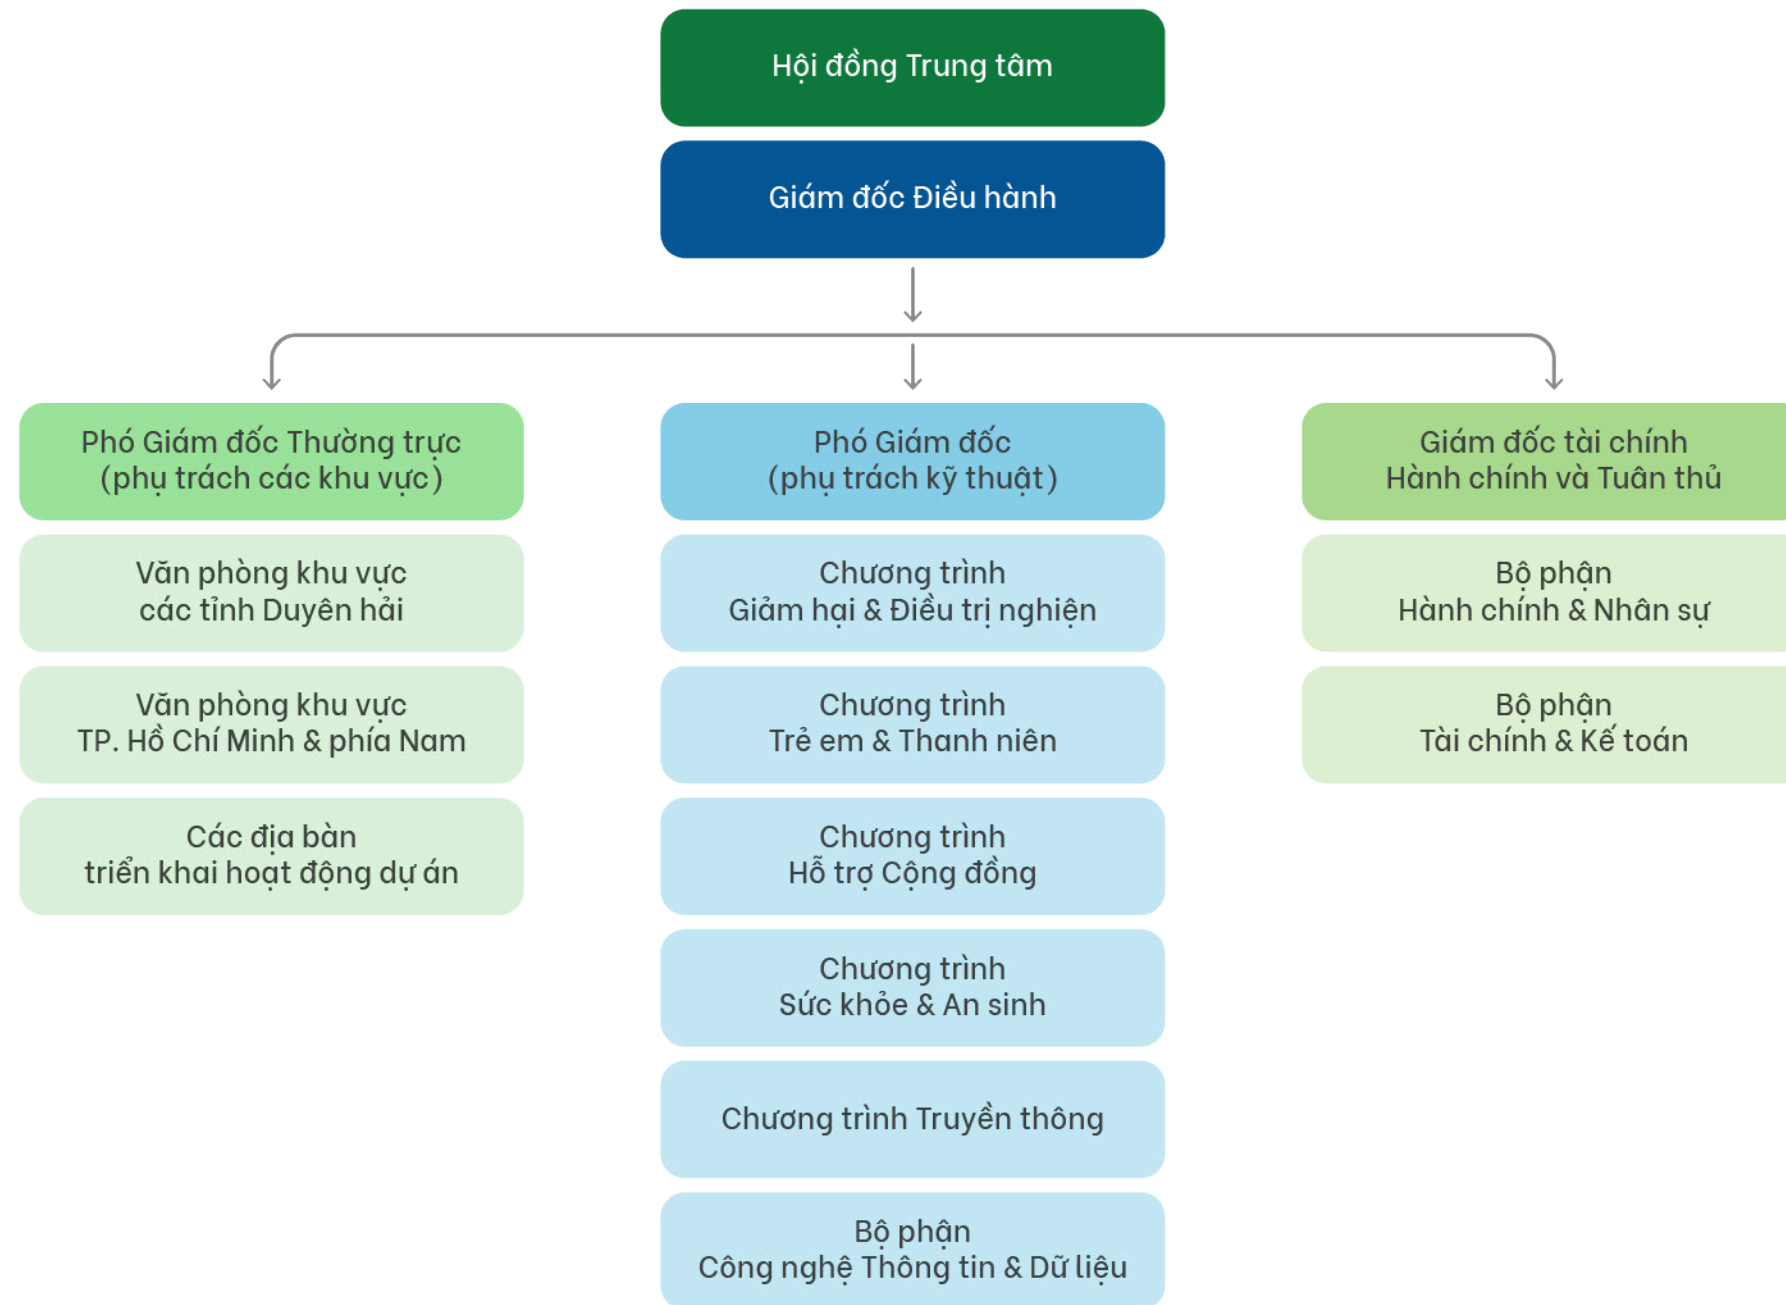 Hội đồng Trung tâm
Giám đốc Điều hành
Phó Giám đốc Thường trực
(phụ trách các khu vực)
Văn phòng khu vực
các tỉnh Duyên hải
Văn phòng khu vực
TP. Hồ Chí Minh & phía Nam
Các địa bàn
triển khai hoạt động dự án
Phó Giám đốc
(phụ trách kỹ thuật)
Chương trình
Giảm hại & Điều trị nghiện
Chương trình
Trẻ em & Thanh niên
Chương trình
Hỗ trợ Cộng đồng
Chương trình
Sức khỏe & An sinh
Chương trình Truyền thông
Bộ phận
Công nghệ Thông tin & Dữ liệu
Giám đốc tài chính
Hành chính và Tuân thủ
Bộ phận
Hành chính & Nhân sự
Bộ phận
Tài chính & Kế toán